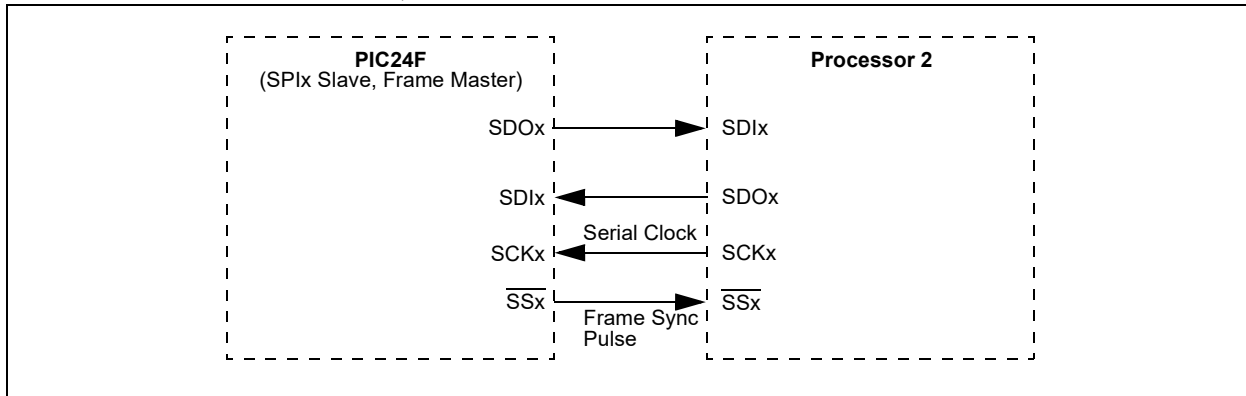 PIC24F
(SPIx Slave, Frame Master)
Processor 2
SDOx
SDIx
SDIx
SDOx
Serial Clock
SCKx
SCKx
SSx
SSx
Frame Sync
Pulse